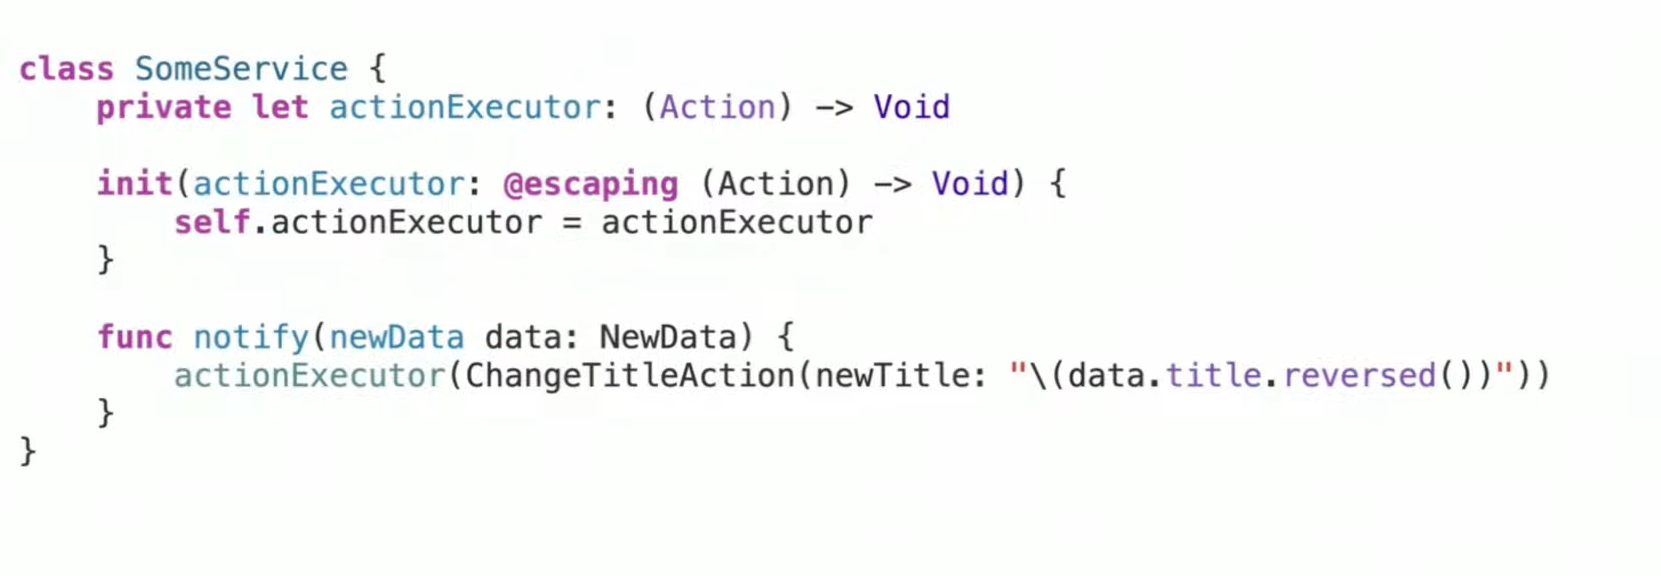 class SomeService {
    private let actionExecutor: (Action) -> Void
    init(actionExecutor: @escaping (Action) -> Void) {
        self.actionExecutor = actionExecutor
    }
    func notify(newData data: NewData) {
        actionExecutor(ChangeTitleAction(newTitle: "\(data.title.reversed())"))
    }
}